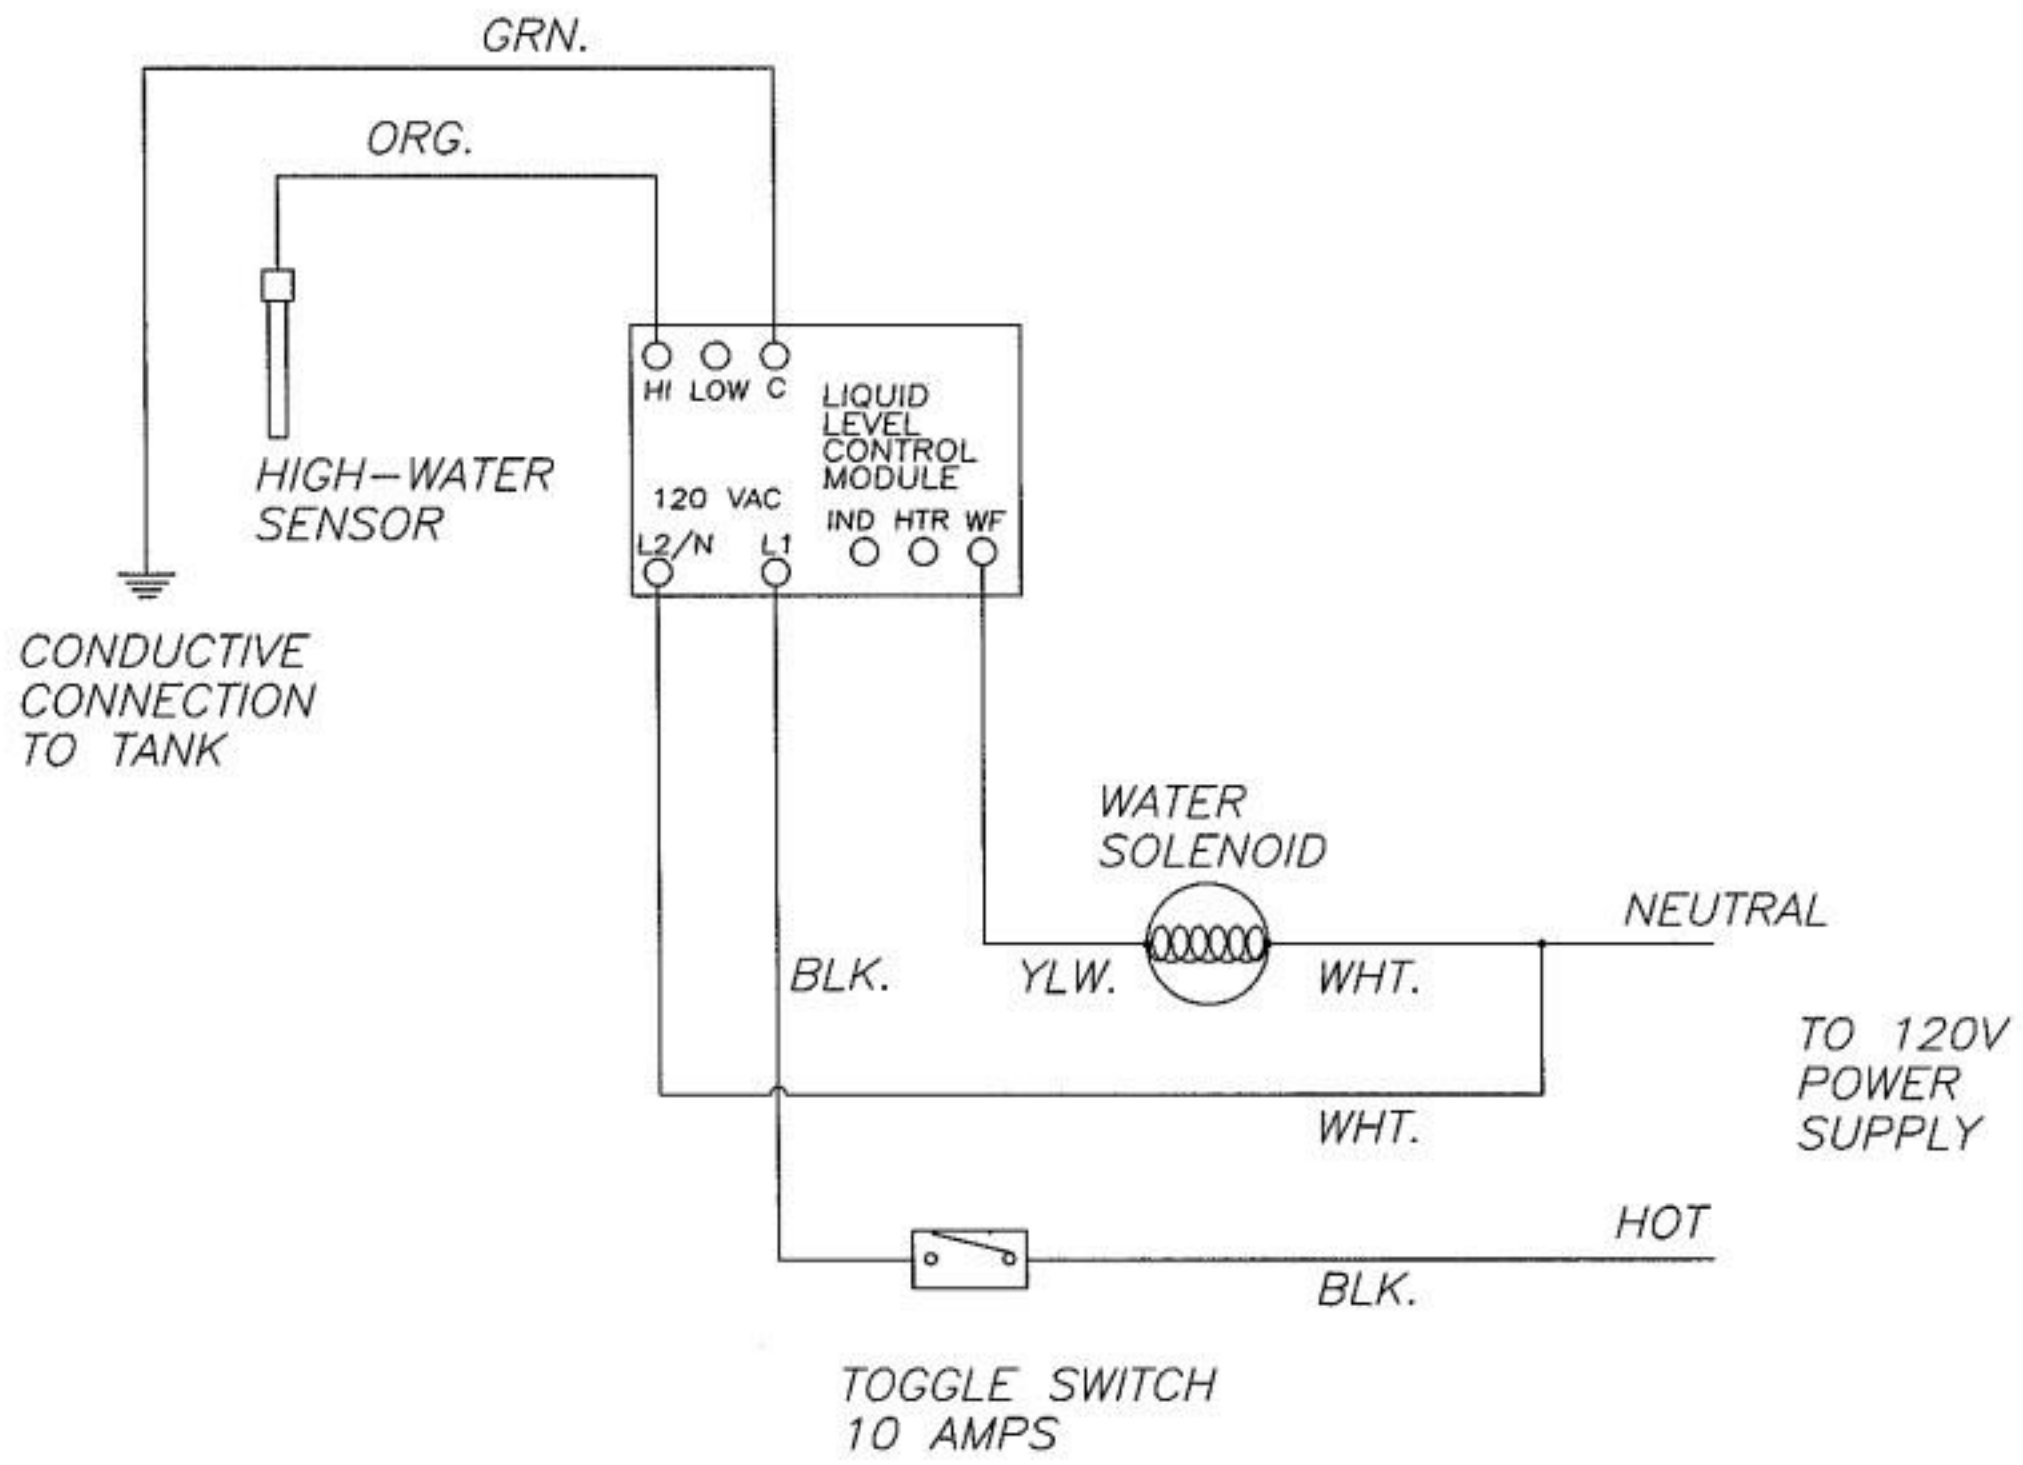 GRN.
ORG.
HI LOW C
LIQUID
LEVEL
CONTROL
MODULE
HIGH-WATER
SENSOR
120 VAC
IND HTR WF
L2/N L1
CONDUCTIVE
CONNECTION
TO TANK
WATER
SOLENOID
NEUTRAL
BLK.
YLW.
WHT.
TO 120V
POWER
SUPPLY
WHT.
HOT
BLK.
TOGGLE SWITCH
10 AMPS